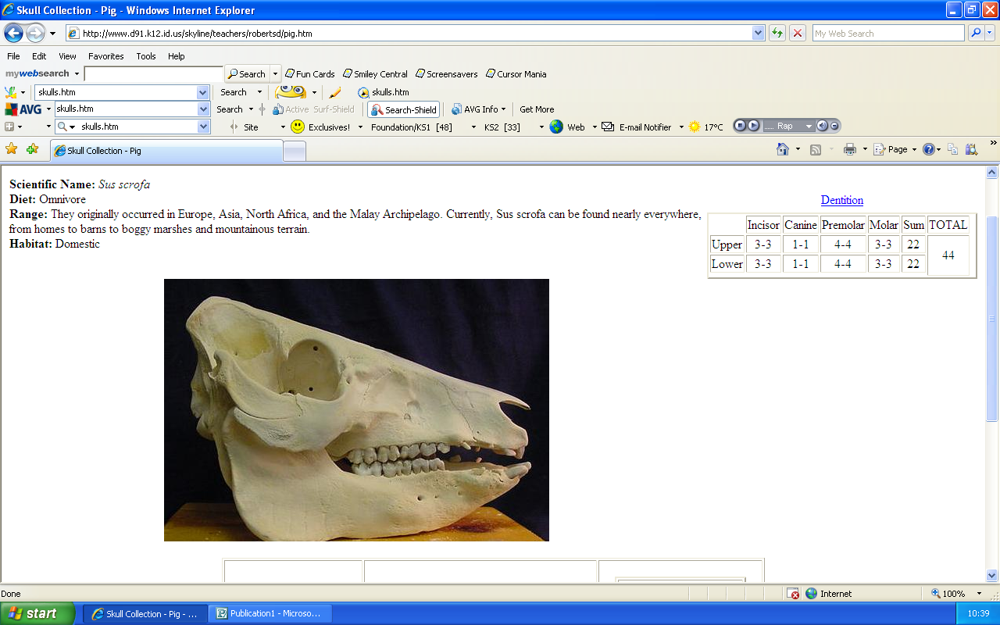 Skull Collection - Pig - Windows Internet Explorer
http://www.d91.k12.id.us/skyline/teachers/robertsd/pig.htm My Web Search
File Edit View Favorites Tools Help
mywebsearch Search Fun Cards Smiley Central Screensavers Cursor Mania
skulls.htm Search skulls.htm
AVG skulls.htm Search Active Surf-Shield Search-Shield AVG Info Get More
skulls.htm Site Exclusives! Foundation/KS1 [48] KS2 [33] Web E-mail Notifier 17°C ..... Rap
Skull Collection - Pig Page
Scientific Name: Sus scrofa
Diet: Omnivore
Range: They originally occurred in Europe, Asia, North Africa, and the Malay Archipelago. Currently, Sus scrofa can be found nearly everywhere,
from homes to barns to boggy marshes and mountainous terrain.
Habitat: Domestic
Dentition
Incisor Canine Premolar Molar Sum TOTAL
Upper 3-3 1-1 4-4 3-3 22 44
Lower 3-3 1-1 4-4 3-3 22
Done Internet 100%
start Skull Collection - Pig - ... Publication1 - Microso... 10:39